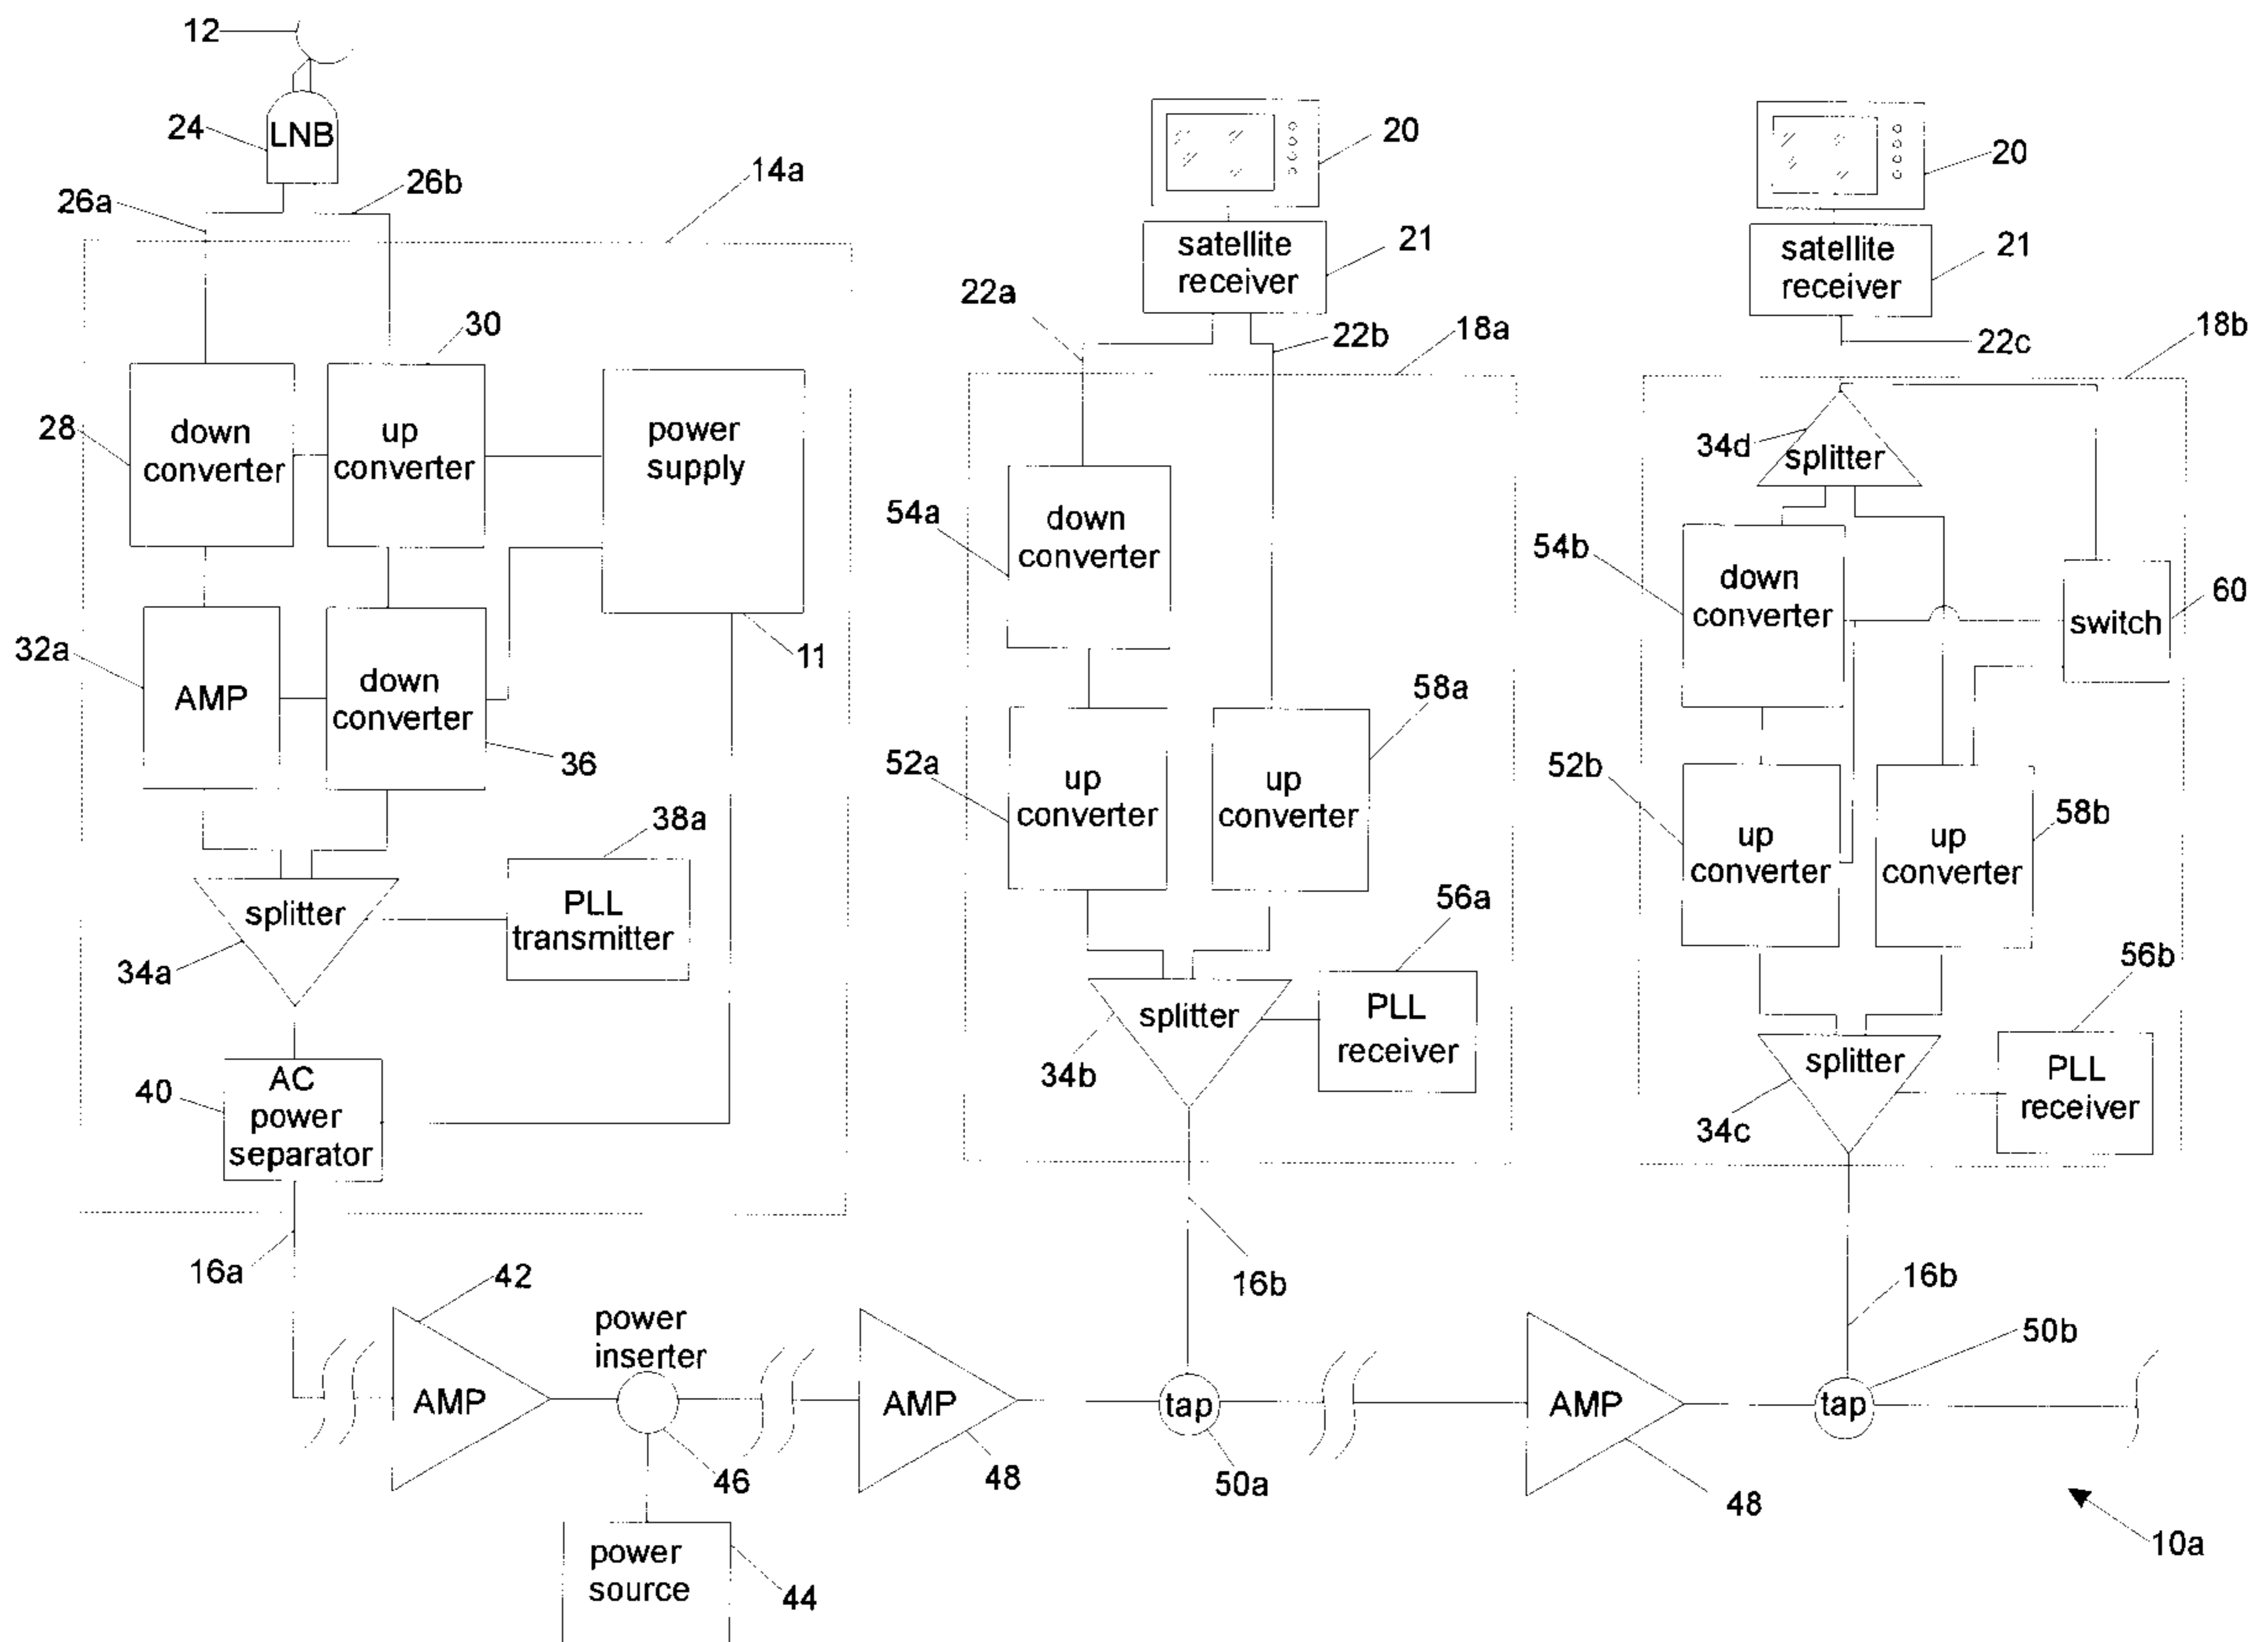 12
24
LNB
26a
26b
14a
28
down
converter
30
up
converter
power
supply
11
32a
AMP
down
converter
36
splitter
34a
38a
PLL
transmitter
40
AC
power
separator
16a
20
satellite
receiver
21
22a
22b
18a
54a
down
converter
52a
up
converter
58a
up
converter
56a
splitter
34b
PLL
receiver
16b
20
satellite
receiver
21
22c
18b
34d
splitter
54b
down
converter
switch
60
52b
up
converter
up
converter
58b
56b
splitter
34c
PLL
receiver
16b
42
AMP
power
inserter
46
power
source
44
AMP
48
tap
50a
AMP
48
tap
50b
10a